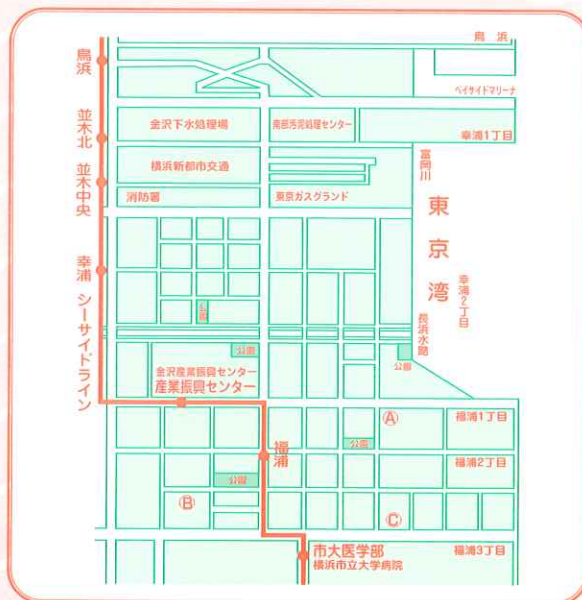 鳥浜
鳥浜
ベイサイドマリーナ
並木北
金沢下水処理場
南部汚泥処理センター
幸浦1丁目
並木中央
横浜新都市交通
富岡川
消防署
東京ガスグランド
東京湾
幸浦
幸浦2丁目
公園
長浜水路
シーサイドライン
公園
公園
金沢産業振興センター
産業振興センター
Ⓐ
福浦1丁目
公園
福浦
福浦2丁目
公園
Ⓑ
Ⓒ
市大医学部
横浜市立大学病院
福浦3丁目